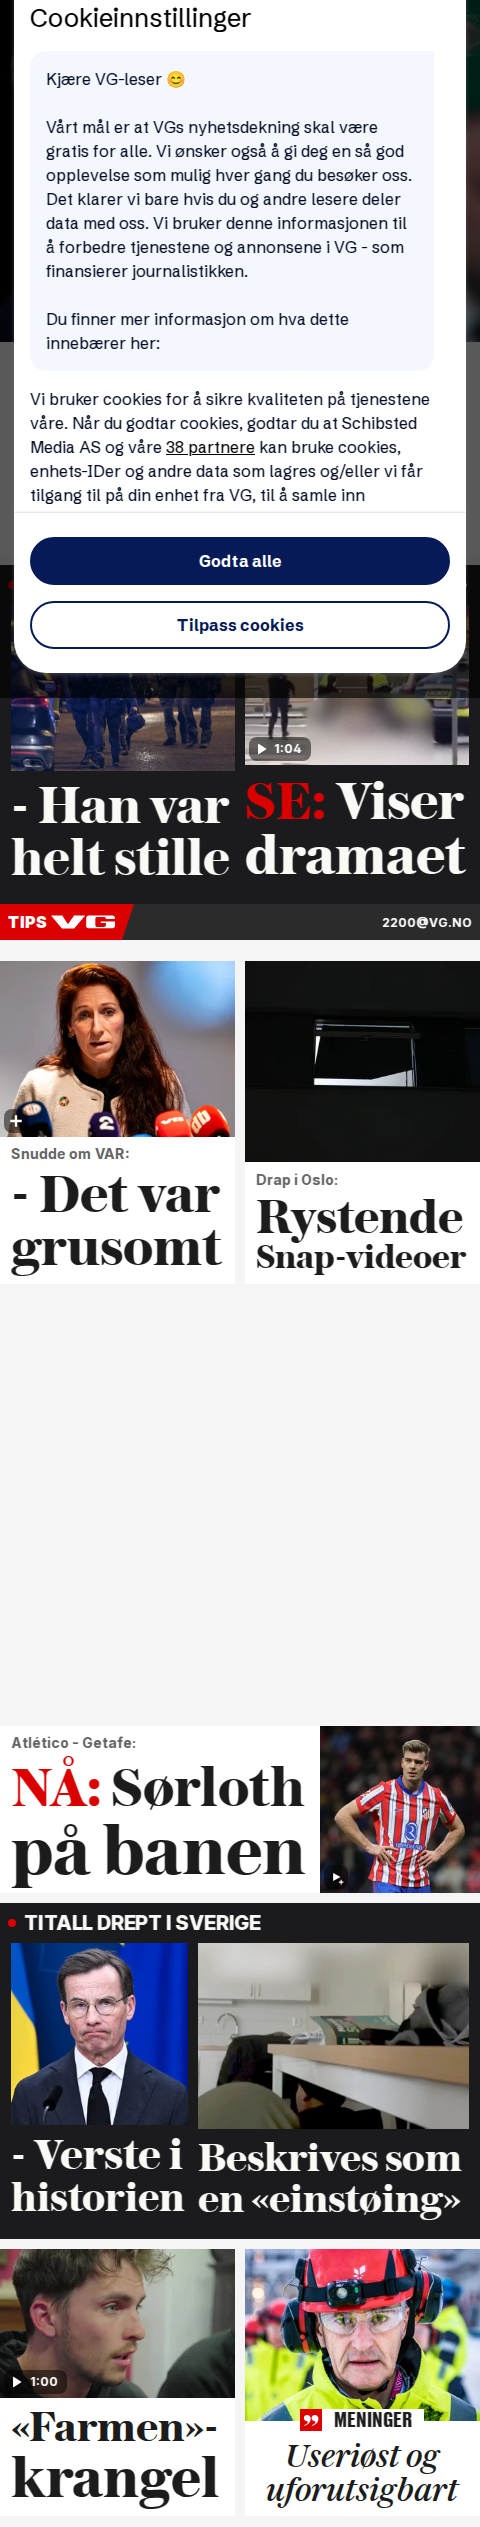 Cookieinnstillinger
Kjære VG-leser 😊
Vårt mål er at VGs nyhetsdekning skal være
gratis for alle. Vi ønsker også å gi deg en så god
opplevelse som mulig hver gang du besøker oss.
Det klarer vi bare hvis du og andre lesere deler
data med oss. Vi bruker denne informasjonen til
å forbedre tjenestene og annonsene i VG - som
finansierer journalistikken.
Du finner mer informasjon om hva dette
innebærer her:
Vi bruker cookies for å sikre kvaliteten på tjenestene
våre. Når du godtar cookies, godtar du at Schibsted
Media AS og våre 38 partnere kan bruke cookies,
enhets-IDer og andre data som lagres og/eller vi får
tilgang til på din enhet fra VG, til å samle inn
Godta alle
Tilpass cookies
1:04
- Han var
helt stille
SE: Viser
dramaet
TIPS VG
2200@VG.NO
Snudde om VAR:
- Det var
grusomt
Drap i Oslo:
Rystende
Snap-videoer
Atlético - Getafe:
NÅ: Sørloth
på banen
TITALL DREPT I SVERIGE
- Verste i
historien
Beskrives som
en «einstøing»
1:00
«Farmen»-
krangel
MENINGER
Useriøst og
uforutsigbart